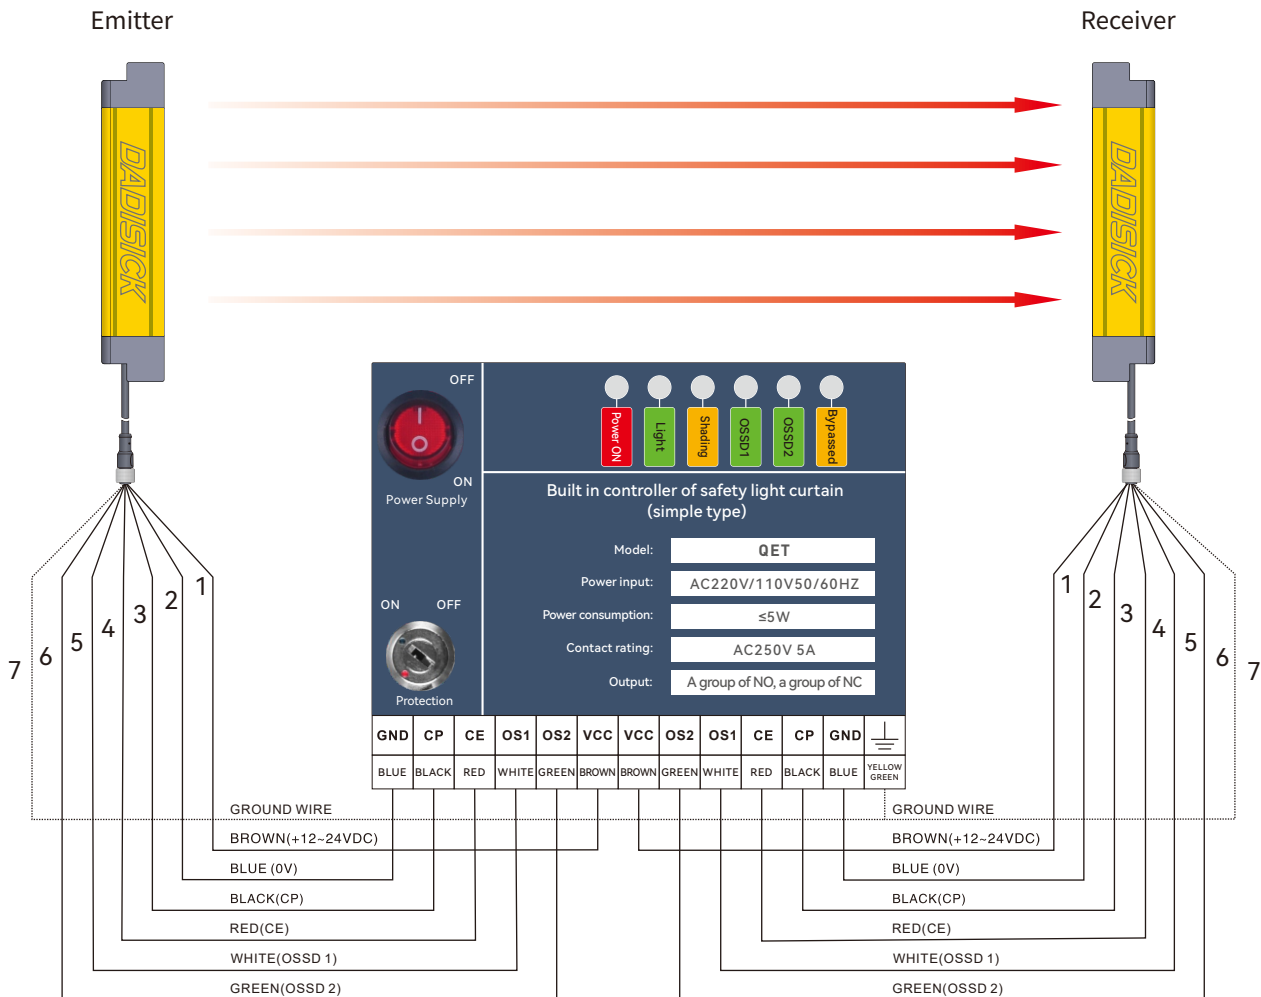 Emitter
Receiver
DADISICK
DADISICK
OFF
ON
Power Supply
Power ON
Light
Shading
OSSD1
OSSD2
Bypassed
Built in controller of safety light curtain
(simple type)
Model: QET
Power input: AC220V/110V50/60HZ
Power consumption: ≤5W
Contact rating: AC250V 5A
Output: A group of NO, a group of NC
ON OFF
Protection
GND CP CE OS1 OS2 VCC VCC OS2 OS1 CE CP GND
BLUE BLACK RED WHITE GREEN BROWN BROWN GREEN WHITE RED BLACK BLUE YELLOW GREEN
7 6 5 4 3 2 1
1 2 3 4 5 6 7
GROUND WIRE
BROWN(+12~24VDC)
BLUE (0V)
BLACK(CP)
RED(CE)
WHITE(OSSD 1)
GREEN(OSSD 2)
GROUND WIRE
BROWN(+12~24VDC)
BLUE (0V)
BLACK(CP)
RED(CE)
WHITE(OSSD 1)
GREEN(OSSD 2)